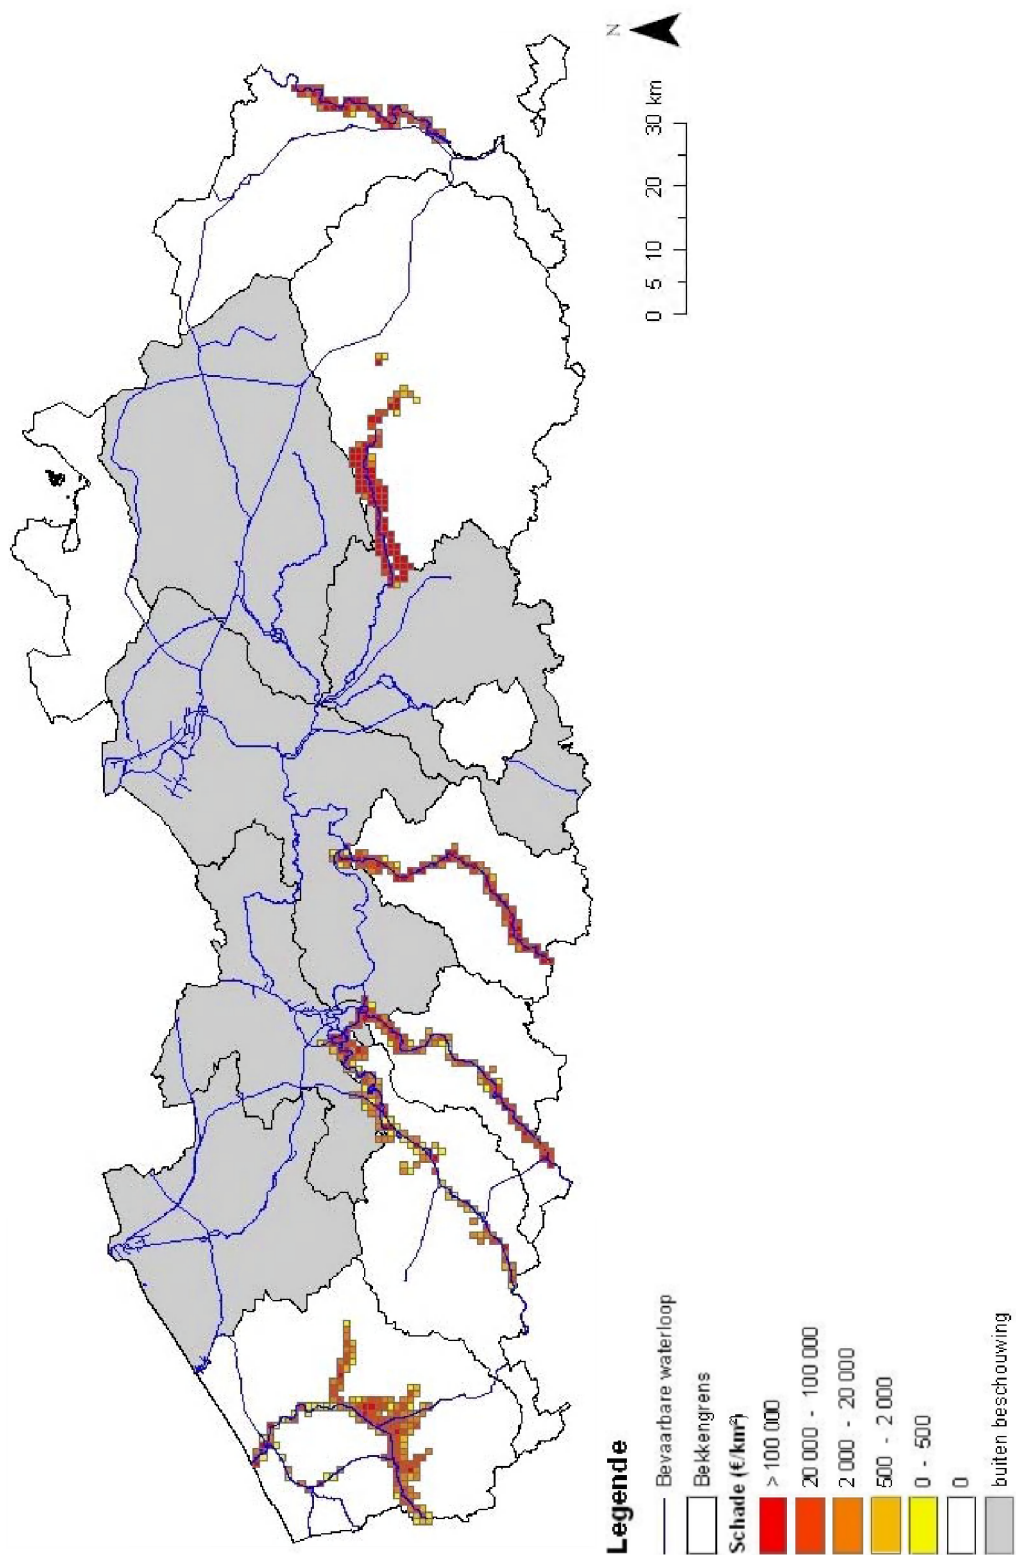 Legende
Bevaarbare waterloop
Bekkengrens
Schade (€/km²)
> 100 000
20 000 - 100 000
2 000 - 20 000
500 - 2 000
0 - 500
0
buiten beschouwing
0 5 10 20 30 km
N